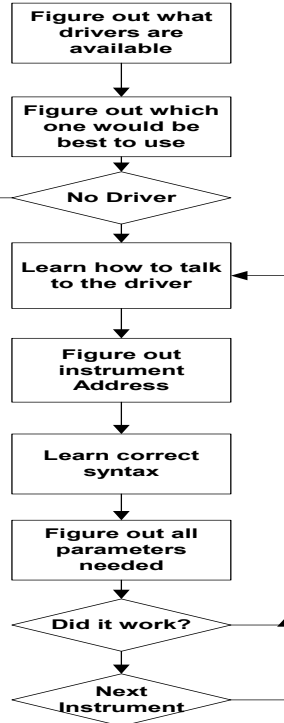 Figure out what
drivers are
available
Figure out which
one would be
best to use
No Driver
Learn how to talk
to the driver
Figure out
instrument
Address
Learn correct
syntax
Figure out all
parameters
needed
Did it work?
Next
Instrument